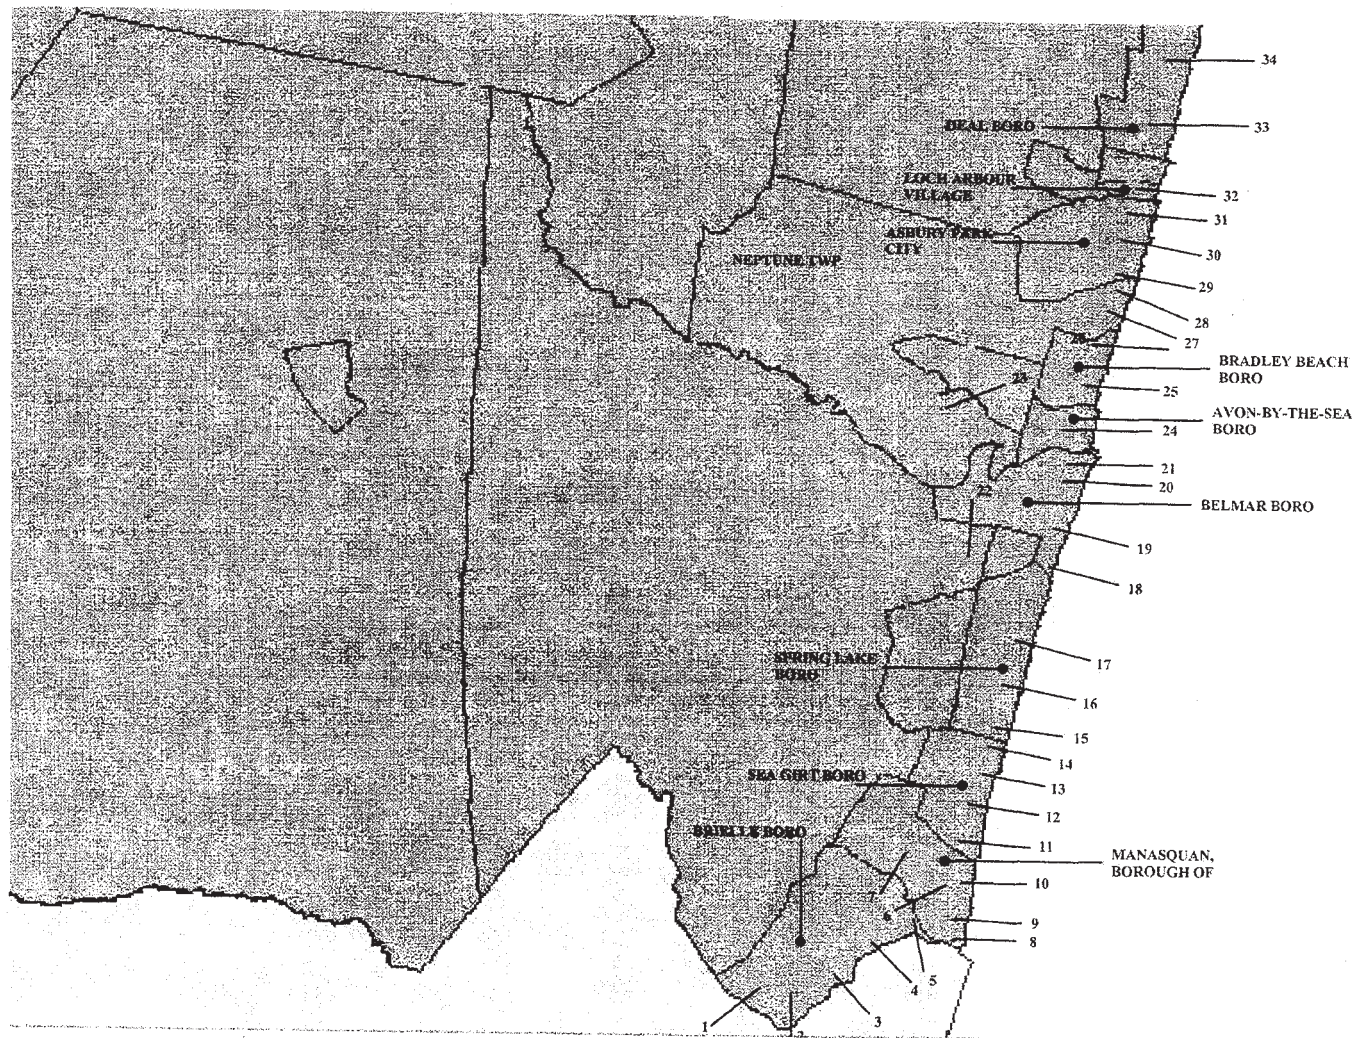 34
DEAL BORO
33
LOCH ARBOUR
VILLAGE
32
31
ASBURY PARK
CITY
30
NEPTUNE TWP
29
28
27
26
BRADLEY BEACH
BORO
23
25
AVON-BY-THE-SEA
BORO
24
21
20
22
BELMAR BORO
19
18
17
SPRING LAKE
BORO
16
15
14
SEA GIRT BORO
13
12
BRIELLE BORO
11
MANASQUAN,
BOROUGH OF
10
7
6
9
8
5
4
3
1
2